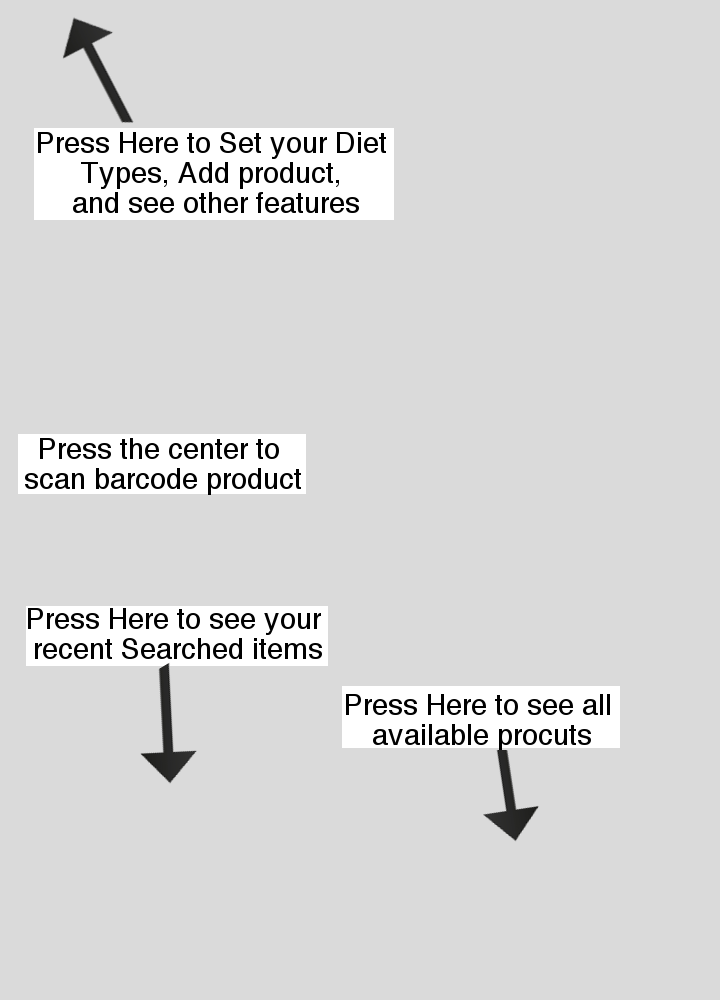 Press Here to Set your Diet
Types, Add product,
and see other features
Press the center to
scan barcode product
Press Here to see your
recent Searched items
Press Here to see all
available procuts